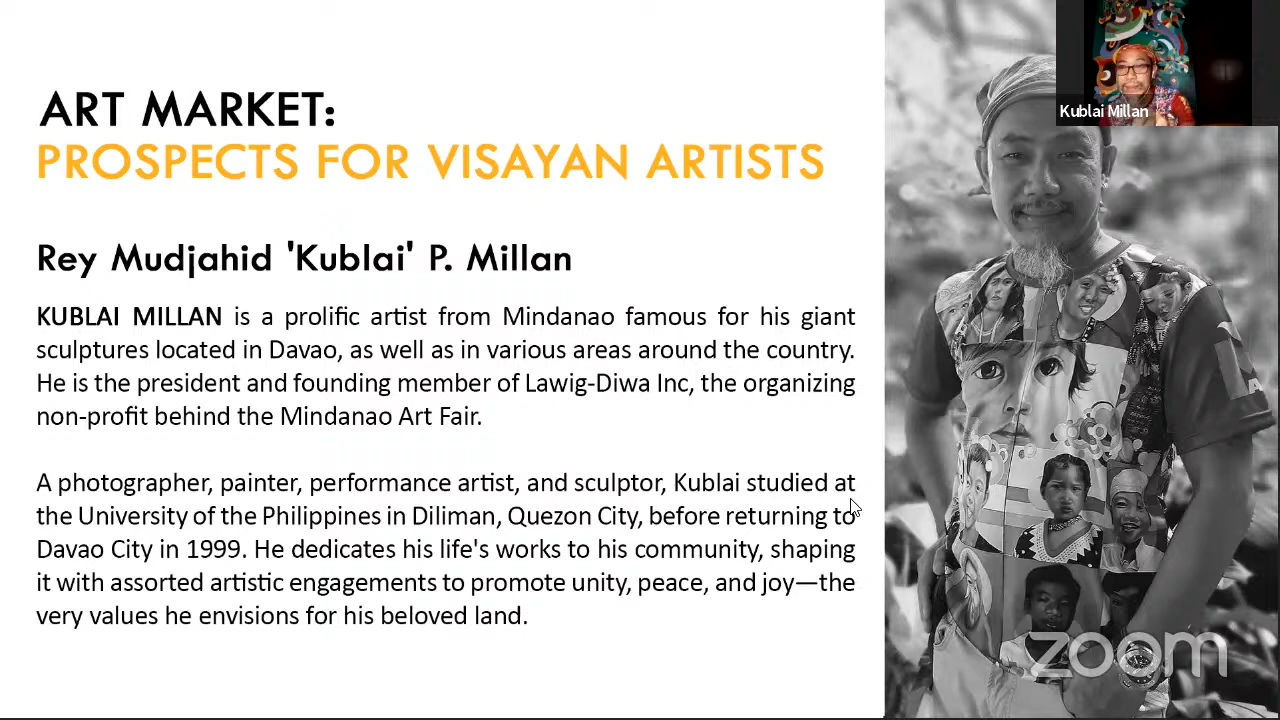 ART MARKET:
PROSPECTS FOR VISAYAN ARTISTS
Kublai Millan
Rey Mudjahid 'Kublai' P. Millan
KUBLAI MILLAN is a prolific artist from Mindanao famous for his giant
sculptures located in Davao, as well as in various areas around the country.
He is the president and founding member of Lawig-Diwa Inc, the organizing
non-profit behind the Mindanao Art Fair.
A photographer, painter, performance artist, and sculptor, Kublai studied at
the University of the Philippines in Diliman, Quezon City, before returning to
Davao City in 1999. He dedicates his life's works to his community, shaping
it with assorted artistic engagements to promote unity, peace, and joy—the
very values he envisions for his beloved land.
zoom